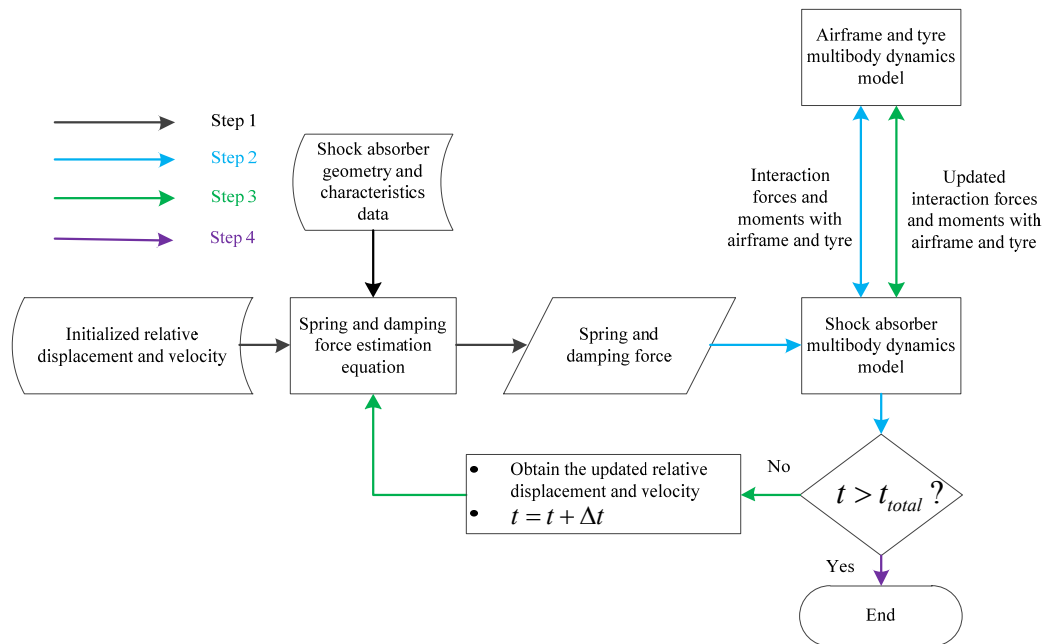 Airframe and tyre
multibody dynamics
model
Step 1
Step 2
Step 3
Step 4
Shock absorber
geometry and
characteristics
data
Interaction
forces and
moments with
airframe and tyre
Updated
interaction forces
and moments with
airframe and tyre
Initialized relative
displacement and velocity
Spring and damping
force estimation
equation
Spring and
damping force
Shock absorber
multibody dynamics
model
• Obtain the updated relative
displacement and velocity
• t = t + Δt
No
t > t_total ?
Yes
End